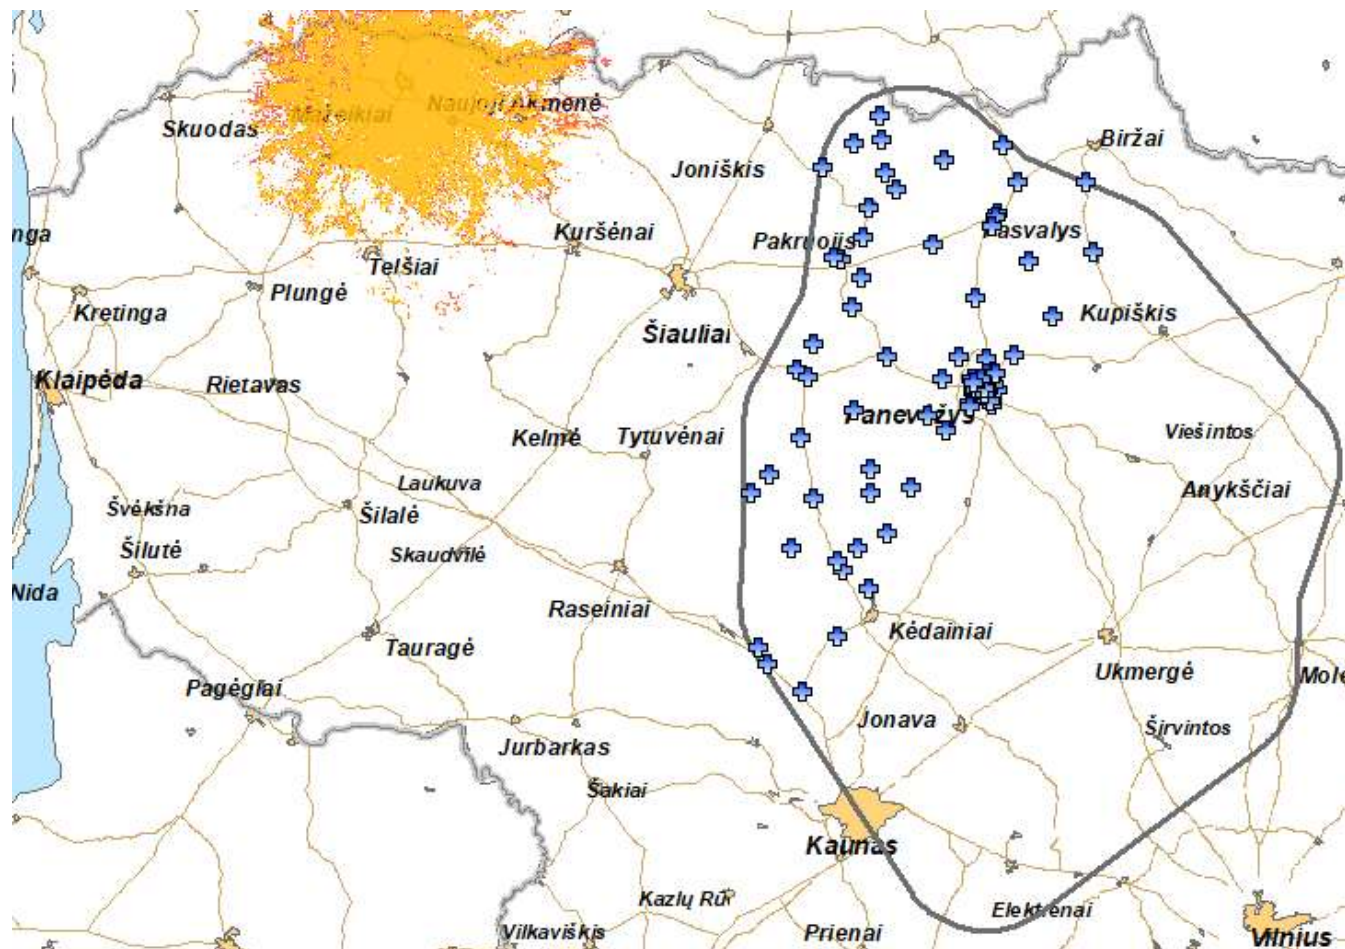 Skuodas
Mažeikiai
Naujoji Akmenė
Biržai
Joniškis
nga
Kuršėnai
Pakruojis
Pasvalys
Telšiai
Plungė
Kretinga
Šiauliai
Kupiškis
Klaipėda
Rietavas
Kelmė
Tytuvėnai
Panevėžys
Viešintos
Laukuva
Anykščiai
Švėkšna
Šilalė
Šilutė
Skaudvilė
Nida
Raseiniai
Kėdainiai
Tauragė
Ukmergė
Molė
Pagėgiai
Jonava
Širvintos
Jurbarkas
Šakiai
Kaunas
Kazlų Rū
Elektrėnai
Vilkaviškis
Prienai
Vilnius